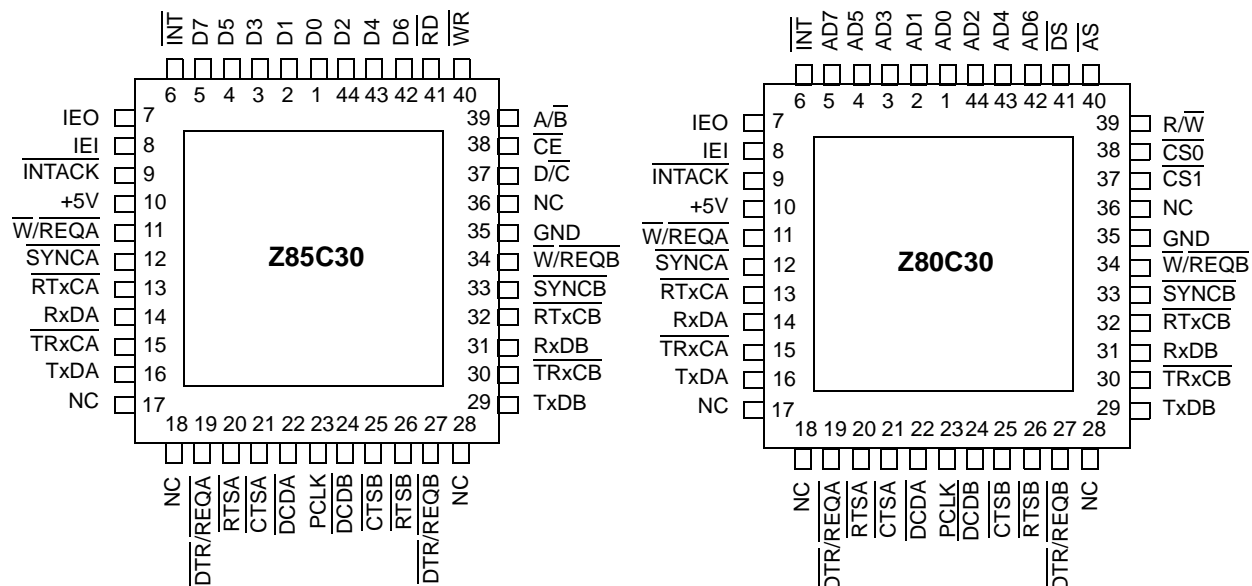 INT D7 D5 D3 D1 D0 D2 D4 D6 RD WR
6 5 4 3 2 1 44 43 42 41 40
IEO 7
IEI 8
INTACK 9
+5V 10
W/REQA 11
SYNCA 12
RTxCA 13
RxDA 14
TRxCA 15
TxDA 16
NC 17
Z85C30
39 A/B
38 CE
37 D/C
36 NC
35 GND
34 W/REQB
33 SYNCB
32 RTxCB
31 RxDB
30 TRxCB
29 TxDB
18 19 20 21 22 23 24 25 26 27 28
NC DTR/REQA RTSA CTSA DCDA PCLK DCDB CTSB RTSB DTR/REQB NC
INT AD7 AD5 AD3 AD1 AD0 AD2 AD4 AD6 DS AS
6 5 4 3 2 1 44 43 42 41 40
IEO 7
IEI 8
INTACK 9
+5V 10
W/REQA 11
SYNCA 12
RTxCA 13
RxDA 14
TRxCA 15
TxDA 16
NC 17
Z80C30
39 R/W
38 CS0
37 CS1
36 NC
35 GND
34 W/REQB
33 SYNCB
32 RTxCB
31 RxDB
30 TRxCB
29 TxDB
18 19 20 21 22 23 24 25 26 27 28
NC DTR/REQA RTSA CTSA DCDA PCLK DCDB CTSB RTSB DTR/REQB NC